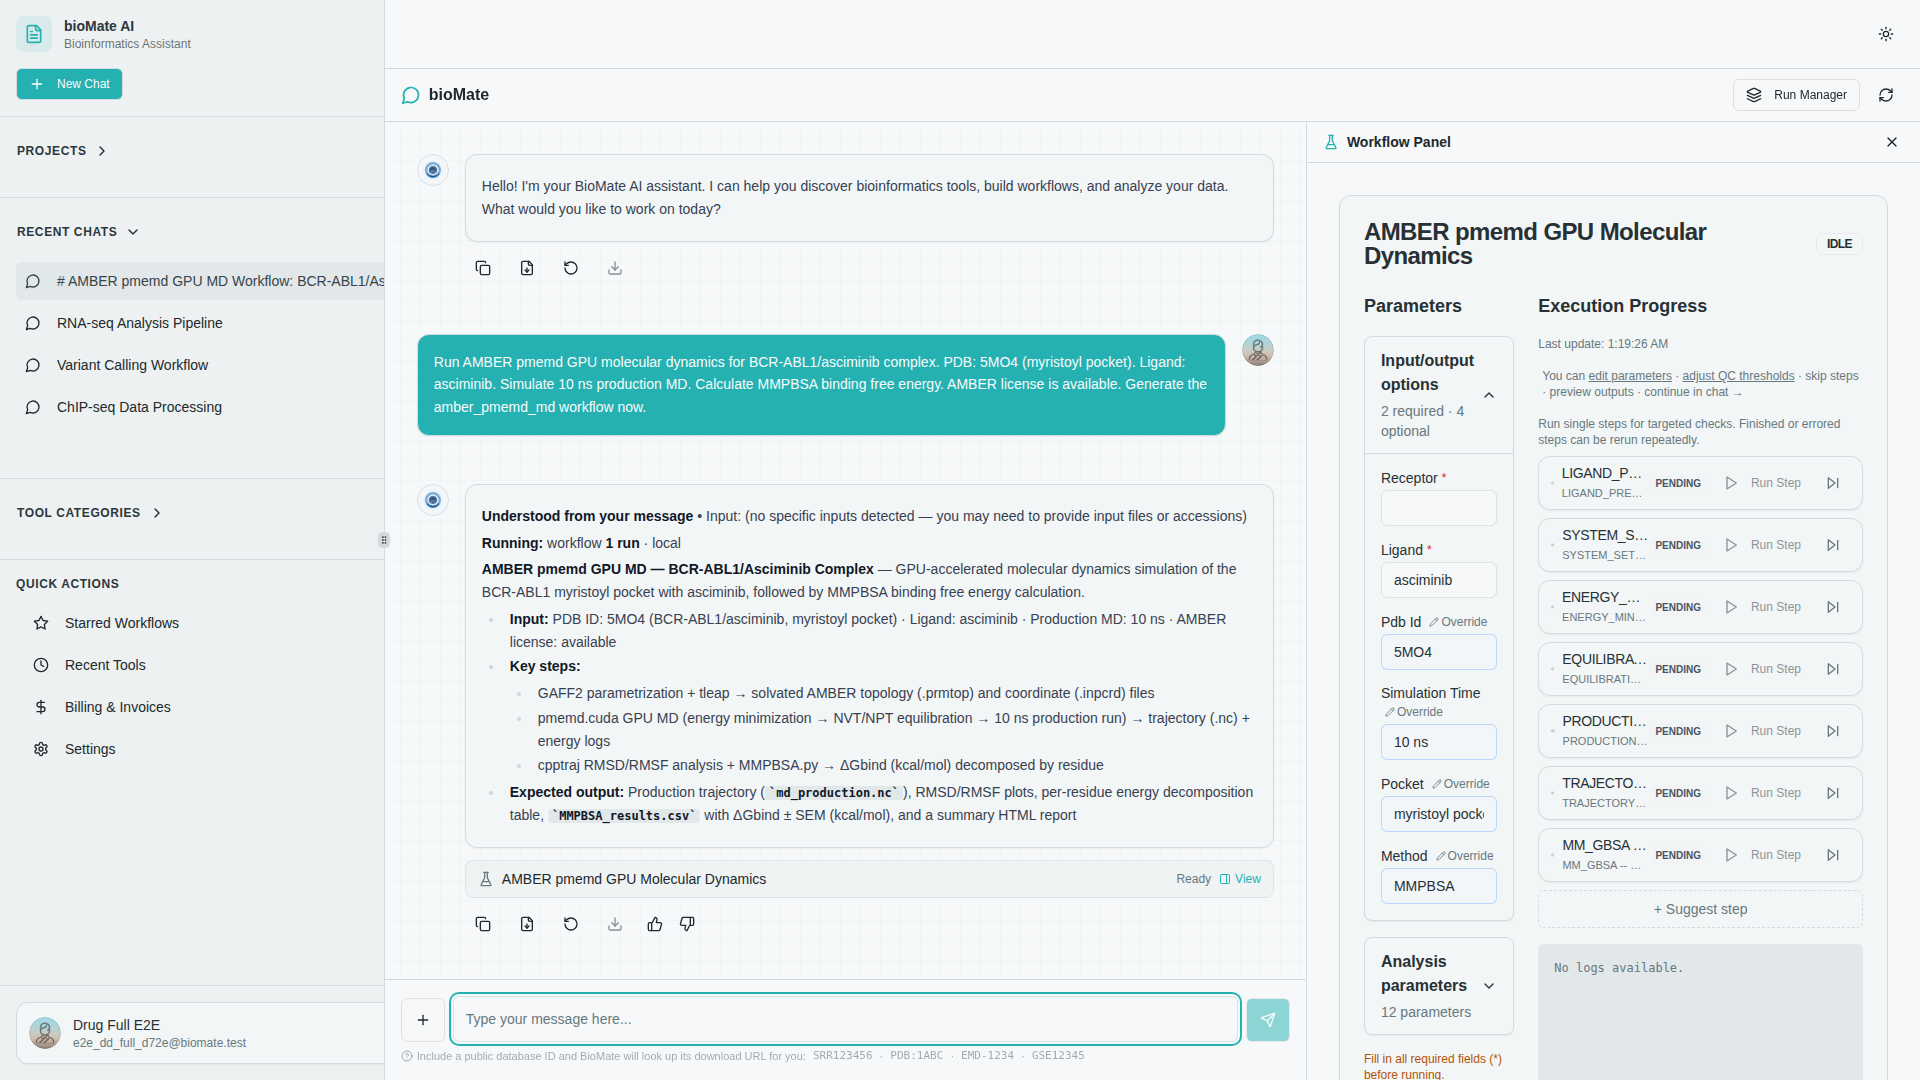 bioMate AI
Bioinformatics Assistant
New Chat
PROJECTS
RECENT CHATS
# AMBER pmemd GPU MD Workflow: BCR-ABL1/As
RNA-seq Analysis Pipeline
Variant Calling Workflow
ChIP-seq Data Processing
TOOL CATEGORIES
QUICK ACTIONS
Starred Workflows
Recent Tools
Billing & Invoices
Settings
Drug Full E2E
e2e_dd_full_d72e@biomate.test
bioMate
Run Manager
Hello! I'm your BioMate AI assistant. I can help you discover bioinformatics tools, build workflows, and analyze your data.
What would you like to work on today?
Run AMBER pmemd GPU molecular dynamics for BCR-ABL1/asciminib complex. PDB: 5MO4 (myristoyl pocket). Ligand:
asciminib. Simulate 10 ns production MD. Calculate MMPBSA binding free energy. AMBER license is available. Generate the
amber_pmemd_md workflow now.
Understood from your message • Input: (no specific inputs detected — you may need to provide input files or accessions)
Running: workflow 1 run · local
AMBER pmemd GPU MD — BCR-ABL1/Asciminib Complex — GPU-accelerated molecular dynamics simulation of the
BCR-ABL1 myristoyl pocket with asciminib, followed by MMPBSA binding free energy calculation.
Input: PDB ID: 5MO4 (BCR-ABL1/asciminib, myristoyl pocket) · Ligand: asciminib · Production MD: 10 ns · AMBER
license: available
Key steps:
GAFF2 parametrization + tleap → solvated AMBER topology (.prmtop) and coordinate (.inpcrd) files
pmemd.cuda GPU MD (energy minimization → NVT/NPT equilibration → 10 ns production run) → trajectory (.nc) +
energy logs
cpptraj RMSD/RMSF analysis + MMPBSA.py → ΔGbind (kcal/mol) decomposed by residue
Expected output: Production trajectory (`md_production.nc`), RMSD/RMSF plots, per-residue energy decomposition
table, `MMPBSA_results.csv` with ΔGbind ± SEM (kcal/mol), and a summary HTML report
AMBER pmemd GPU Molecular Dynamics
Ready
View
Type your message here...
Include a public database ID and BioMate will look up its download URL for you: SRR123456 · PDB:1ABC · EMD-1234 · GSE12345
Workflow Panel
AMBER pmemd GPU Molecular
Dynamics
IDLE
Parameters
Input/output
options
2 required · 4
optional
Receptor *
Ligand *
asciminib
Pdb Id Override
5MO4
Simulation Time
Override
10 ns
Pocket Override
myristoyl pock
Method Override
MMPBSA
Analysis
parameters
12 parameters
Fill in all required fields (*)
before running.
Execution Progress
Last update: 1:19:26 AM
You can edit parameters · adjust QC thresholds · skip steps
· preview outputs · continue in chat →
Run single steps for targeted checks. Finished or errored
steps can be rerun repeatedly.
LIGAND_P…
LIGAND_PRE…
PENDING
Run Step
SYSTEM_S…
SYSTEM_SET…
PENDING
Run Step
ENERGY_…
ENERGY_MIN…
PENDING
Run Step
EQUILIBRA…
EQUILIBRATI…
PENDING
Run Step
PRODUCTI…
PRODUCTION…
PENDING
Run Step
TRAJECTO…
TRAJECTORY…
PENDING
Run Step
MM_GBSA …
MM_GBSA -- …
PENDING
Run Step
+ Suggest step
No logs available.